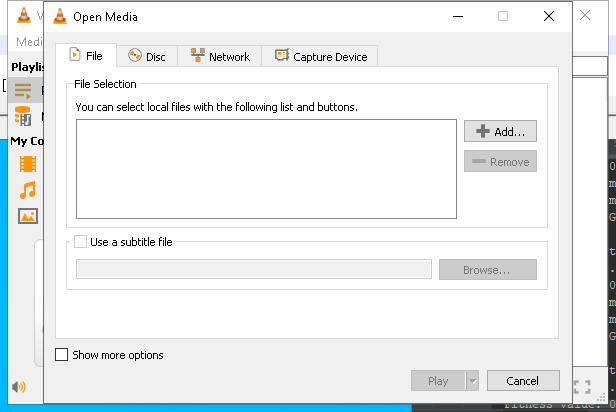 Open Media
Medi
File
Disc
Network
Capture Device
Playlis
File Selection
You can select local files with the following list and buttons.
Add...
Remove
My Co
Use a subtitle file
Browse...
Show more options
Play
Cancel
Fitness value: 0